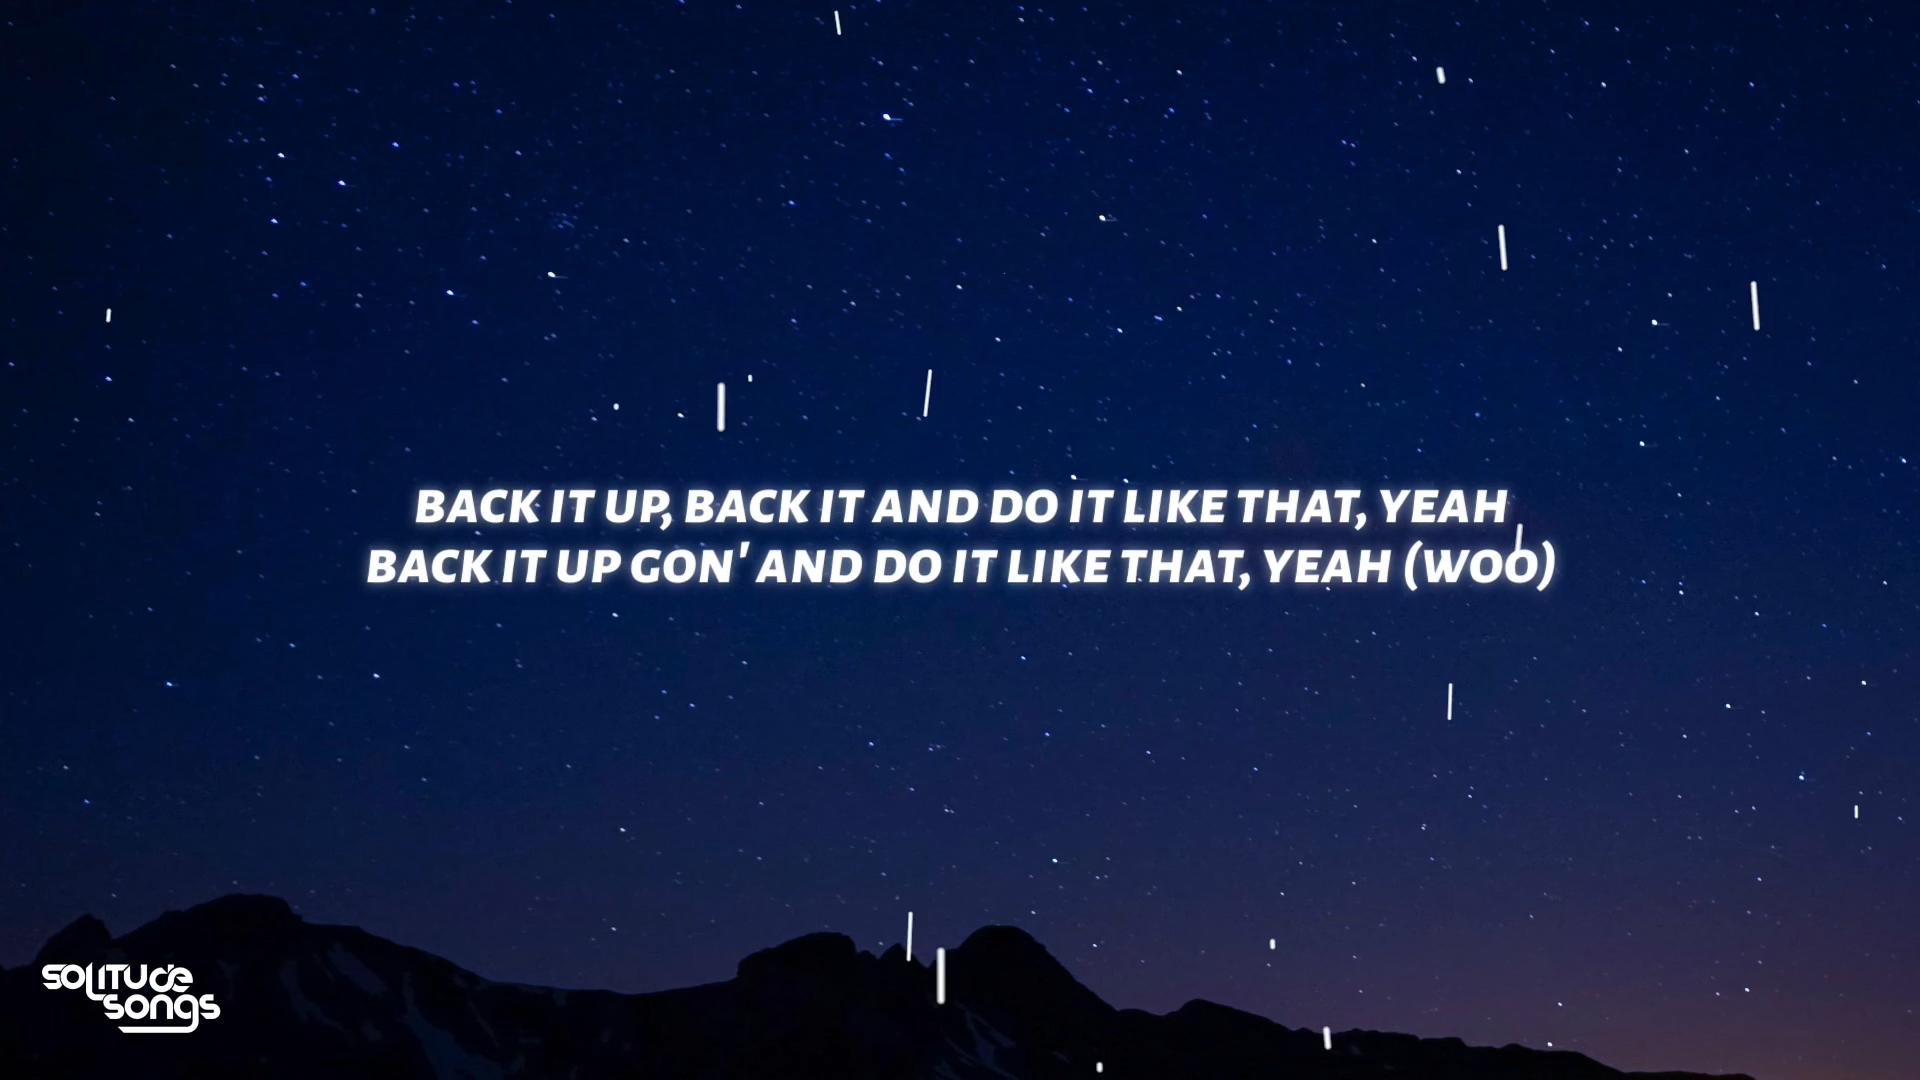 BACK IT UP, BACK IT AND DO IT LIKE THAT, YEAH
BACK IT UP GON' AND DO IT LIKE THAT, YEAH (WOO)
SOLITUDE
SONGS